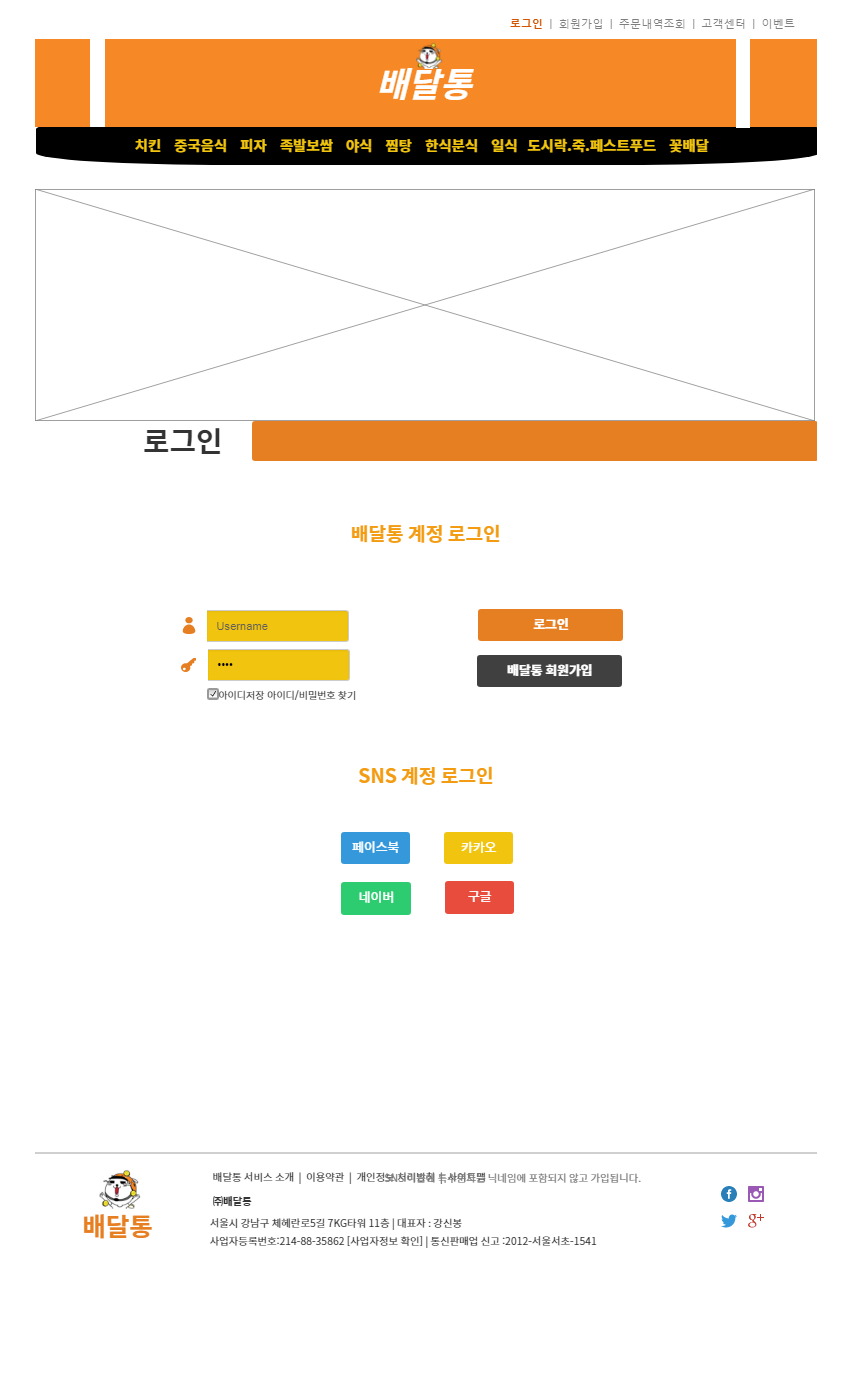 로그인 | 회원가입 | 주문내역조회 | 고객센터 | 이벤트
배달통
치킨 중국음식 피자 족발보쌈 야식 찜탕 한식분식 일식 도시락.죽.페스트푸드 꽃배달
로그인
배달통 계정 로그인
Username
로그인
••••
배달통 회원가입
아이디저장 아이디/비밀번호 찾기
SNS 계정 로그인
페이스북 카카오
네이버 구글
배달통 서비스 소개 | 이용약관 | 개인정보 처리방침 | 사이트맵
닉네임에 포함되지 않고 가입됩니다.
㈜배달통
서울시 강남구 체헤란로5길 7KG타워 11층 | 대표자 : 강신봉
배달통
사업자등록번호:214-88-35862 [사업자정보 확인] | 통신판매업 신고 :2012-서울서초-1541